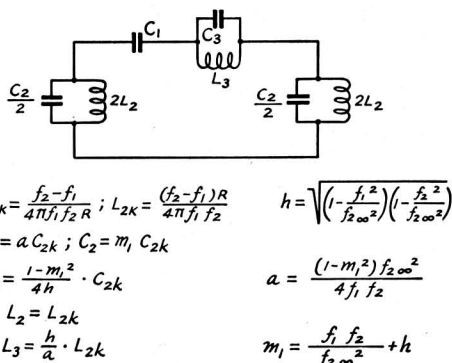 C₁
C₃
L₃
C₂/2
2L₂
C₂/2
2L₂
ₖ = (f₂-f₁)/(4πf₁f₂R) ; L₂ₖ = ((f₂-f₁)R)/(4πf₁f₂)
h = √((1-f₁²/f₂∞²)(1-f₂²/f₂∞²))
= a C₂ₖ ; C₂ = m₁ C₂ₖ
= (1-m₁²)/(4h) · C₂ₖ
a = ((1-m₁²)f₂∞²)/(4f₁f₂)
L₂ = L₂ₖ
L₃ = h/a · L₂ₖ
m₁ = (f₁f₂)/(f₂∞²) + h